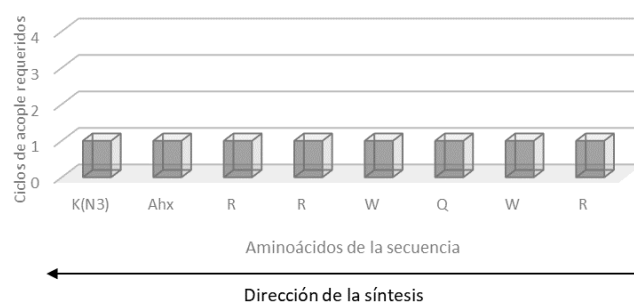 Ciclos de acople requeridos
4
3
2
1
0
K(N3) Ahx R R W Q W R
Aminoácidos de la secuencia
Dirección de la síntesis